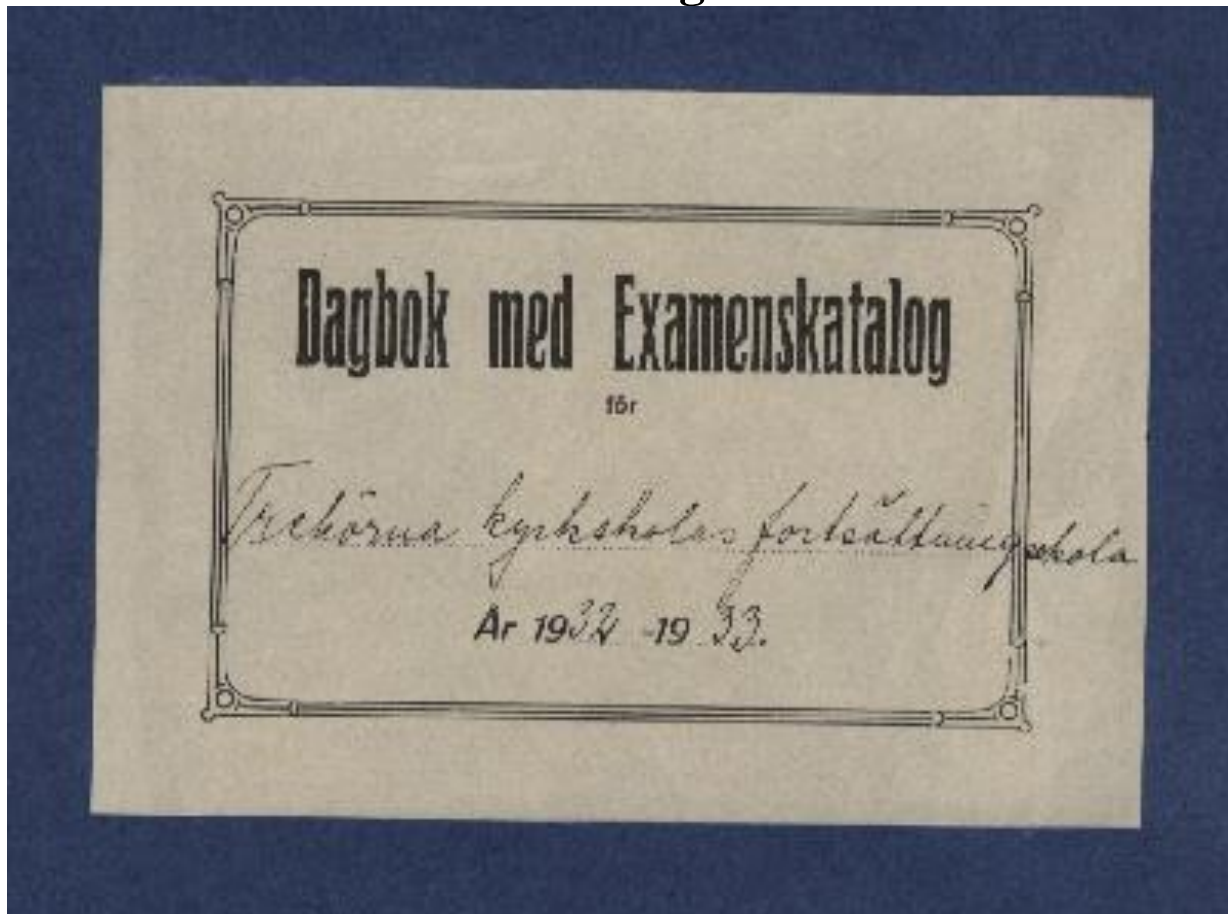 Dagbok med Examenskatalog
för
Trehörna kyrkskolas fortsättningsskola
År 1932-1933.